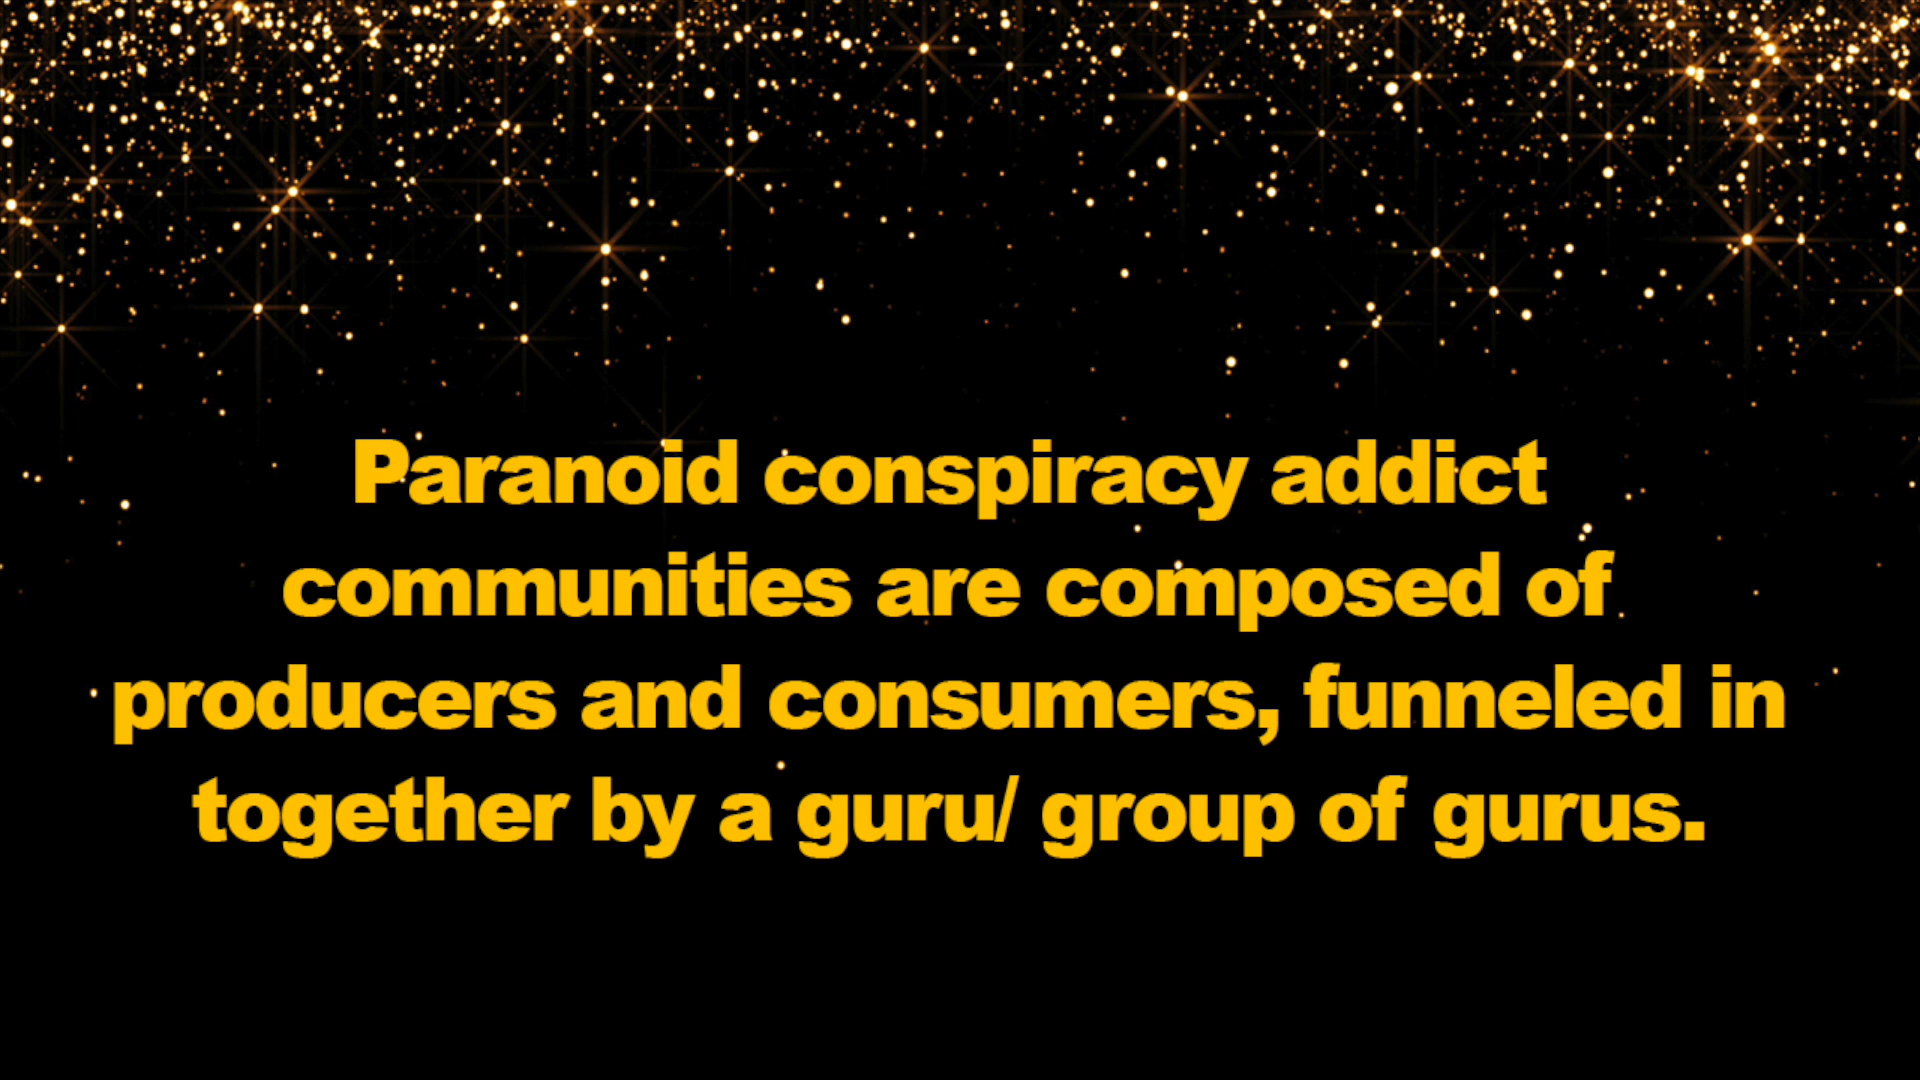 Paranoid conspiracy addict
communities are composed of
producers and consumers, funneled in
together by a guru/ group of gurus.